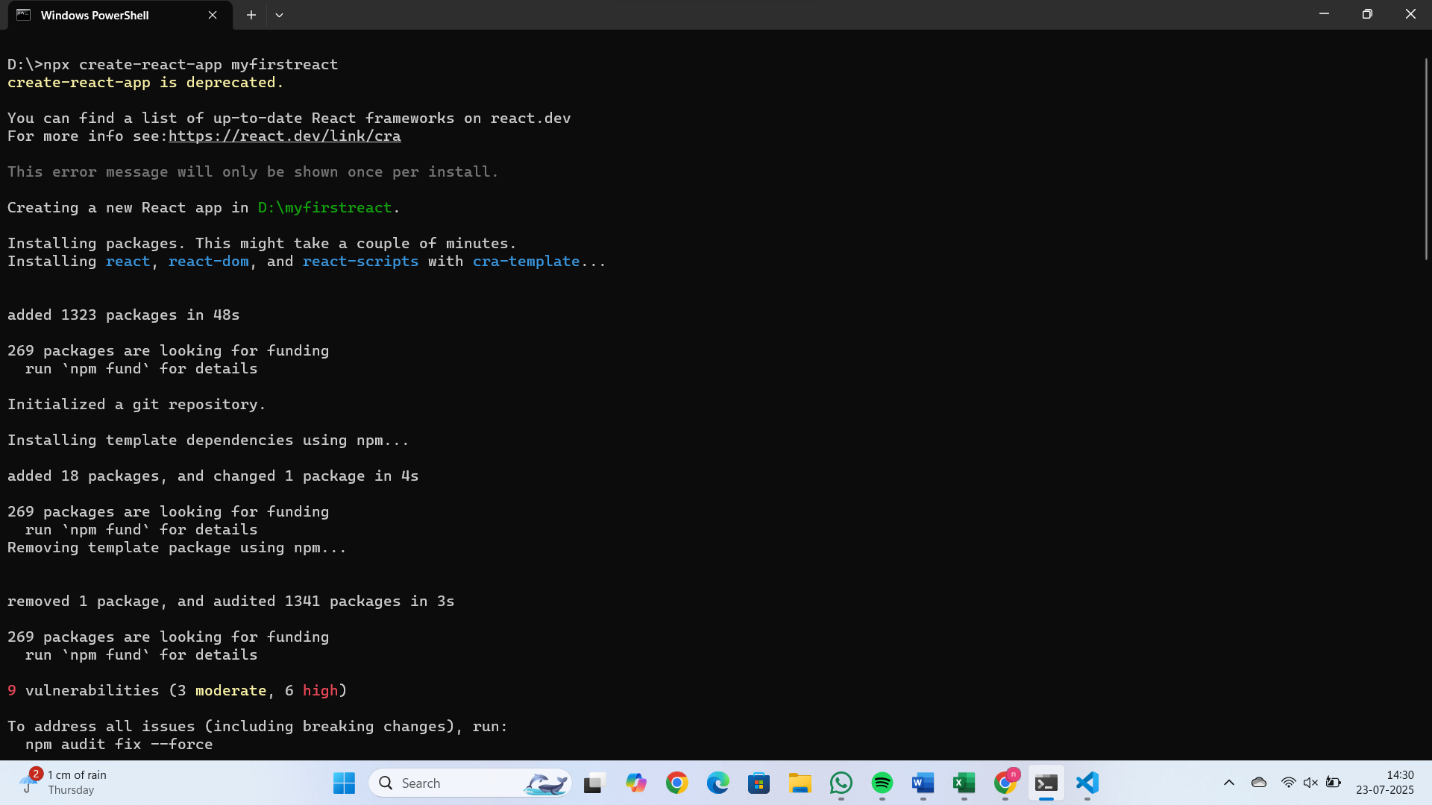 Windows PowerShell
D:\>npx create-react-app myfirstreact
create-react-app is deprecated.
You can find a list of up-to-date React frameworks on react.dev
For more info see:https://react.dev/link/cra
This error message will only be shown once per install.
Creating a new React app in D:\myfirstreact.
Installing packages. This might take a couple of minutes.
Installing react, react-dom, and react-scripts with cra-template...
added 1323 packages in 48s
269 packages are looking for funding
  run `npm fund` for details
Initialized a git repository.
Installing template dependencies using npm...
added 18 packages, and changed 1 package in 4s
269 packages are looking for funding
  run `npm fund` for details
Removing template package using npm...
removed 1 package, and audited 1341 packages in 3s
269 packages are looking for funding
  run `npm fund` for details
9 vulnerabilities (3 moderate, 6 high)
To address all issues (including breaking changes), run:
  npm audit fix --force
2
1 cm of rain
Thursday
Search
n
14:30
23-07-2025